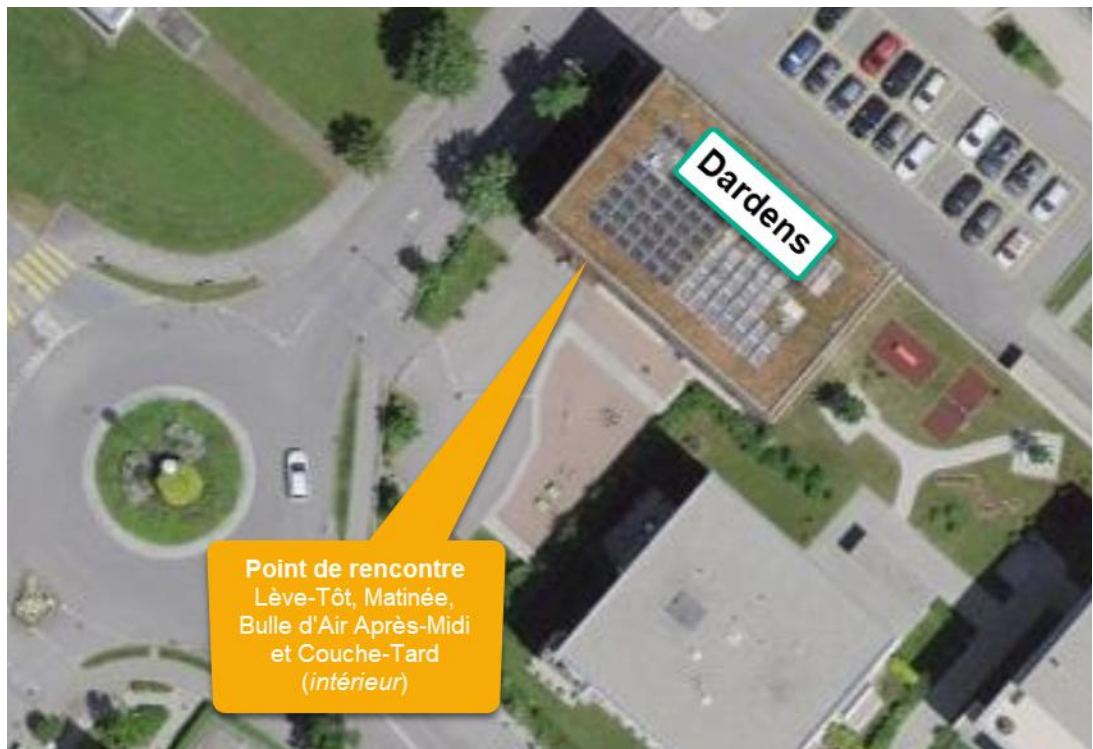 Dardens
Point de rencontre
Lève-Tôt, Matinée,
Bulle d'Air Après-Midi
et Couche-Tard
(intérieur)